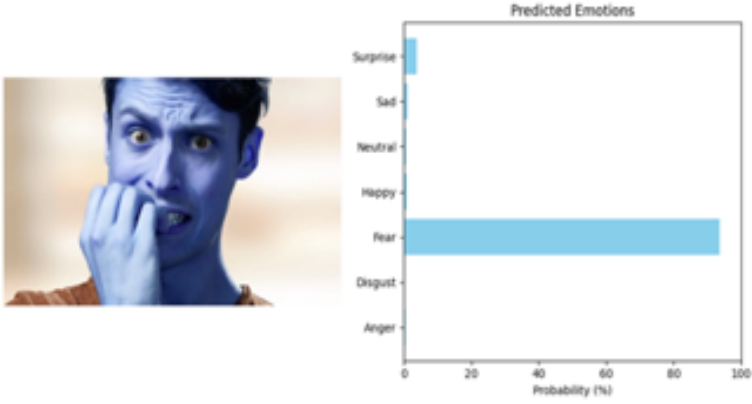 Predicted Emotions
Surprise
Sad
Neutral
Happy
Fear
Disgust
Anger
0 20 40 60 80 100
Probability (%)